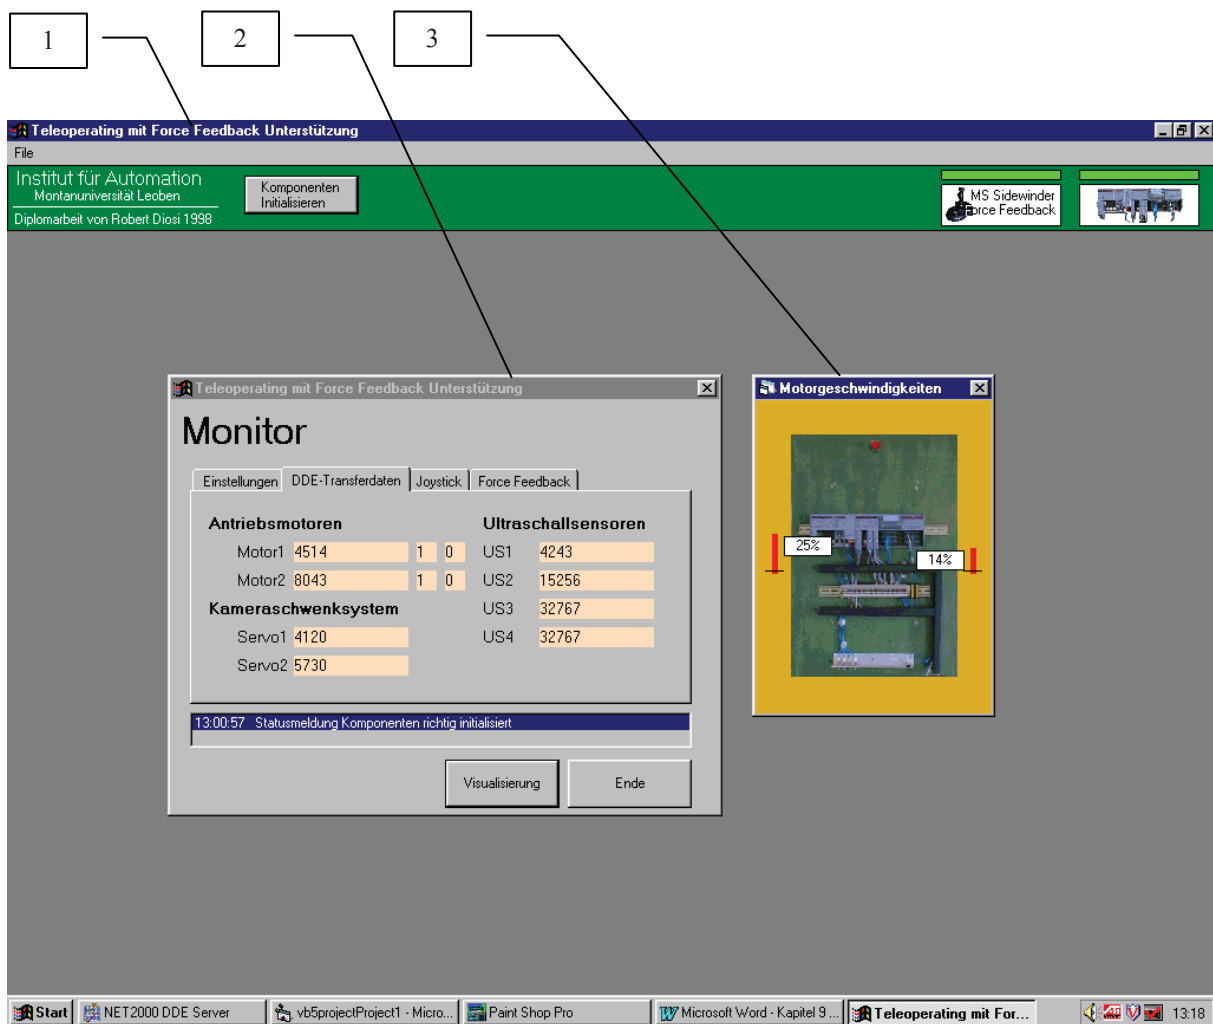 1
2
3
Teleoperating mit Force Feedback Unterstützung
File
Institut für Automation
Montanuniversität Leoben
Diplomarbeit von Robert Diosi 1998
Komponenten
Initialisieren
MS Sidewinder
Force Feedback
Teleoperating mit Force Feedback Unterstützung
Monitor
Einstellungen DDE-Transferdaten Joystick Force Feedback
Antriebsmotoren Ultraschallsensoren
Motor1 4514 1 0 US1 4243
Motor2 8043 1 0 US2 15256
Kameraschwenksystem US3 32767
Servo1 4120 US4 32767
Servo2 5730
13:00:57 Statusmeldung Komponenten richtig initialisiert
Visualisierung Ende
Motorgeschwindigkeiten
25%
14%
Start NET2000 DDE Server vb5projectProject1 - Micro... Paint Shop Pro Microsoft Word - Kapitel 9 ... Teleoperating mit For... 13:18